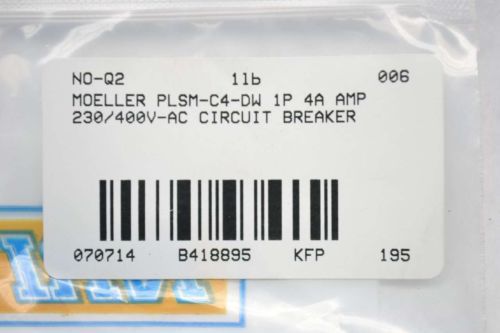 NO-Q2 1lb 006
MOELLER PLSM-C4-DW 1P 4A AMP
230/400V-AC CIRCUIT BREAKER
070714 B418895 KFP 195